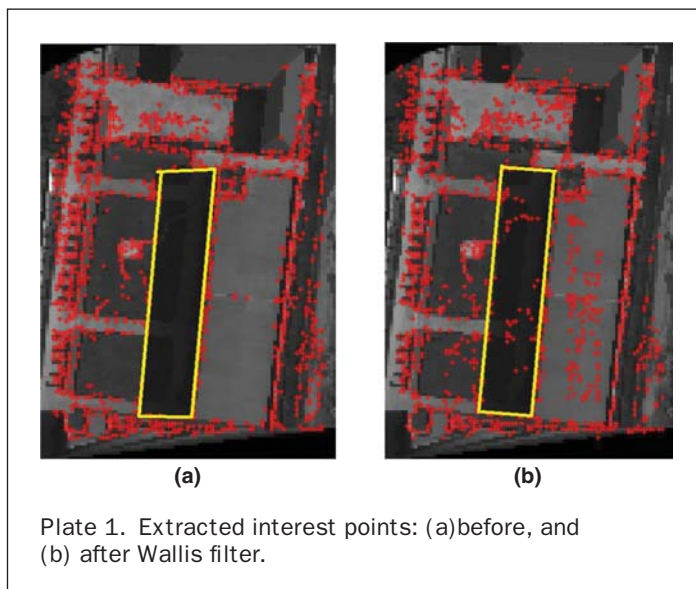 (a)
(b)
Plate 1. Extracted interest points: (a)before, and
(b) after Wallis filter.